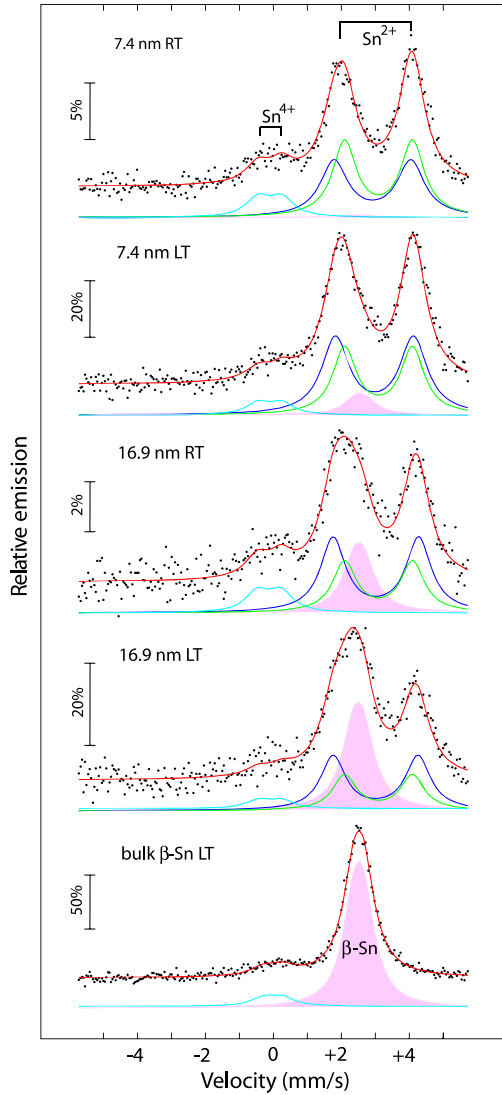 Sn2+
7.4 nm RT
5%
Sn4+
7.4 nm LT
20%
16.9 nm RT
2%
16.9 nm LT
20%
bulk β-Sn LT
50%
β-Sn
Relative emission
-4 -2 0 +2 +4
Velocity (mm/s)